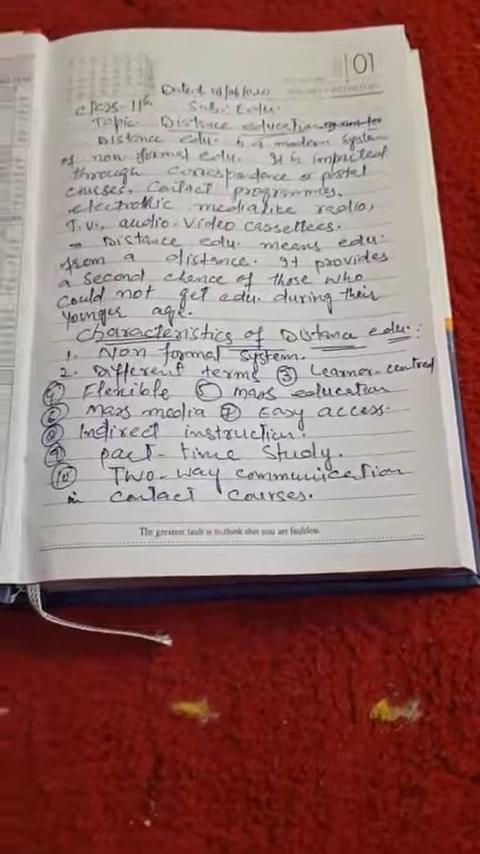 01
Dated 18/06/020
Class-11th Sub: Edu.
Topic. Distance education
Distance edu. is a modern system
of non formal edu. It is imparted
through correspondence or postal
courses, Contact programmes,
electronic media like radio,
T.V., audio-video cassettees.
→ Distance edu. means edu.
from a distance. It provides
a second chance of those who
could not get edu. during their
younger age.
Characteristics of Distance edu:
1. Non formal system.
2. Different terms ③ Learner-centred
④ Flexible ⑤ mass education
⑥ Mass media ⑦ Easy access.
⑧ Indirect instruction.
⑨ part-time study.
⑩ Two-way communication
in contact courses.
The greatest fault is to think that you are faultless.